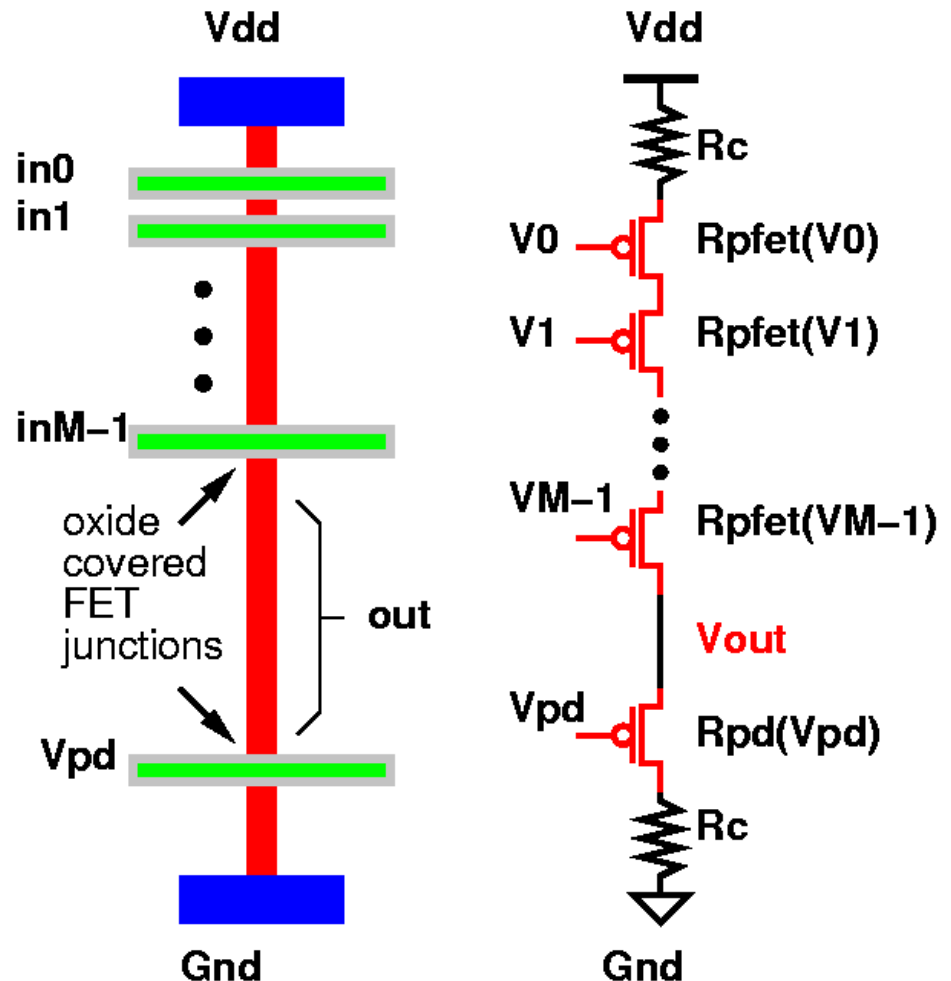 Vdd
in0
in1
inM-1
oxide
covered
FET
junctions
out
Vpd
Gnd
Vdd
Rc
V0
Rpfet(V0)
V1
Rpfet(V1)
VM-1
Rpfet(VM-1)
Vout
Vpd
Rpd(Vpd)
Rc
Gnd